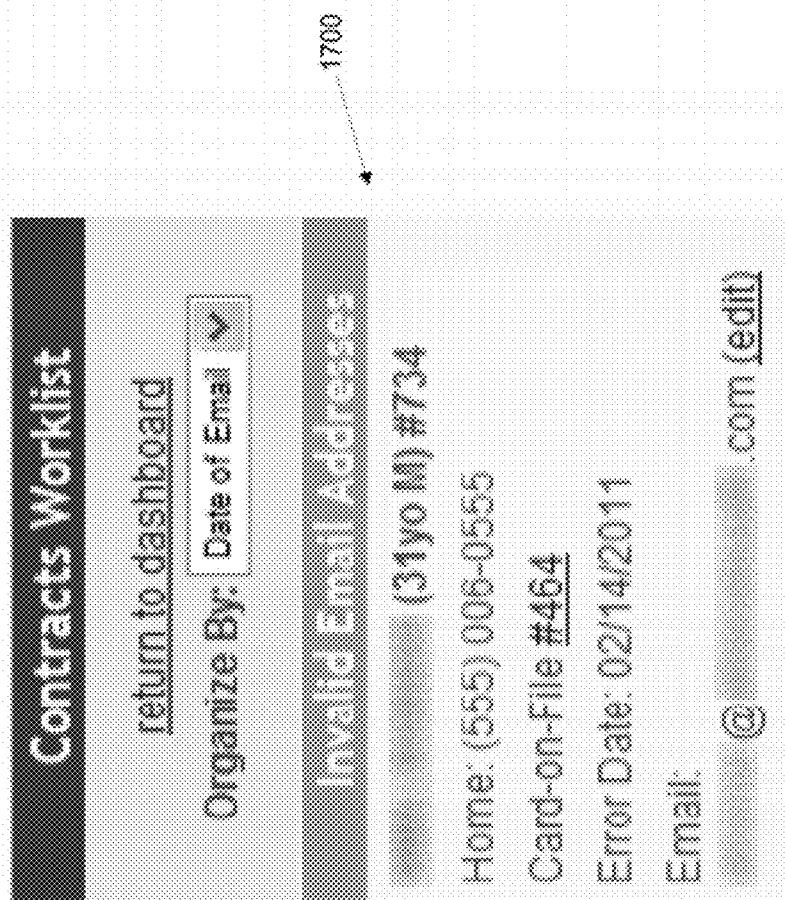 1700
Contracts Worklist
return to dashboard
Organize By: Date of Email
Invalid Email Addresses
(31yo M) #734
Home: (555) 006-0555
Card-on-File #464
Error Date: 02/14/2011
Email:
@ .com (edit)